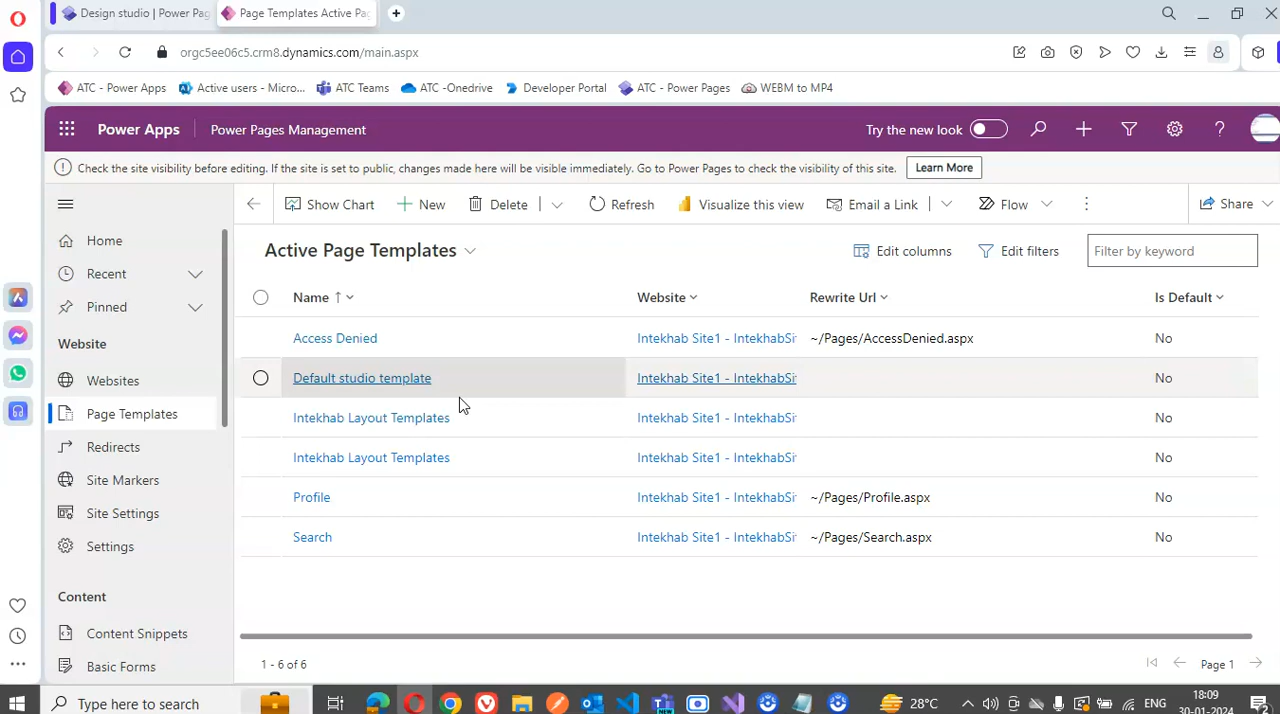 Design studio | Power Pag
Page Templates Active Pa
orgc5ee06c5.crm8.dynamics.com/main.aspx
ATC - Power Apps
Active users - Micro...
ATC Teams
ATC -Onedrive
Developer Portal
ATC - Power Pages
WEBM to MP4
Power Apps
Power Pages Management
Try the new look
Check the site visibility before editing. If the site is set to public, changes made here will be visible immediately. Go to Power Pages to check the visibility of this site.
Learn More
Show Chart
New
Delete
Refresh
Visualize this view
Email a Link
Flow
Share
Home
Recent
Pinned
Website
Websites
Page Templates
Redirects
Site Markers
Site Settings
Settings
Content
Content Snippets
Basic Forms
Active Page Templates
Edit columns
Edit filters
Filter by keyword
Name Website Rewrite Url Is Default
Access Denied Intekhab Site1 - IntekhabSi ~/Pages/AccessDenied.aspx No
Default studio template Intekhab Site1 - IntekhabSi No
Intekhab Layout Templates Intekhab Site1 - IntekhabSi No
Intekhab Layout Templates Intekhab Site1 - IntekhabSi No
Profile Intekhab Site1 - IntekhabSi ~/Pages/Profile.aspx No
Search Intekhab Site1 - IntekhabSi ~/Pages/Search.aspx No
1 - 6 of 6
Page 1
Type here to search
NEW
28°C
ENG
18:09
30-01-2024
2